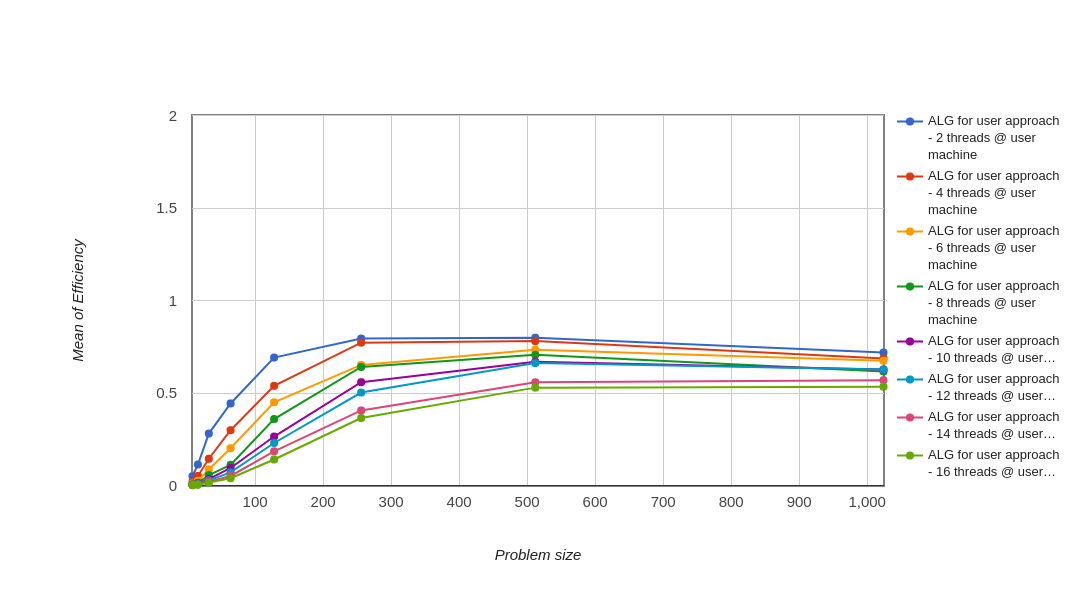 2
1.5
1
0.5
0
Mean of Efficiency
100 200 300 400 500 600 700 800 900 1,000
Problem size
ALG for user approach
- 2 threads @ user
machine
ALG for user approach
- 4 threads @ user
machine
ALG for user approach
- 6 threads @ user
machine
ALG for user approach
- 8 threads @ user
machine
ALG for user approach
- 10 threads @ user…
ALG for user approach
- 12 threads @ user…
ALG for user approach
- 14 threads @ user…
ALG for user approach
- 16 threads @ user…